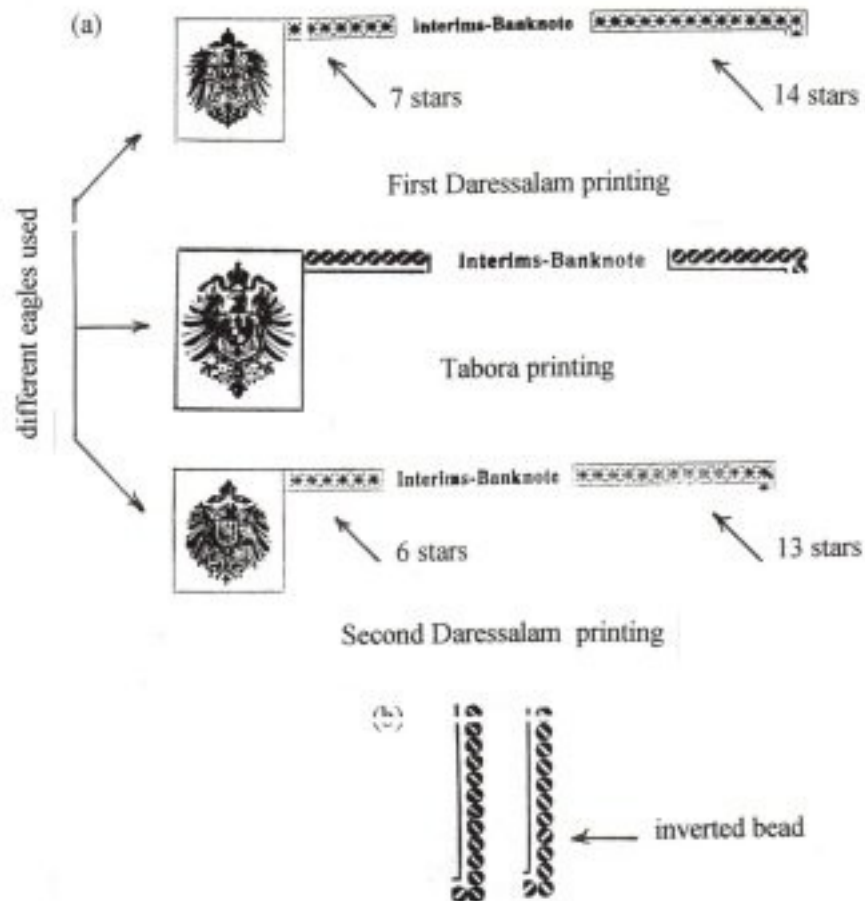 (a)
Interims-Banknote
7 stars
14 stars
First Daressalam printing
different eagles used
Interims-Banknote
Tabora printing
Interims-Banknote
6 stars
13 stars
Second Daressalam printing
(b)
inverted bead